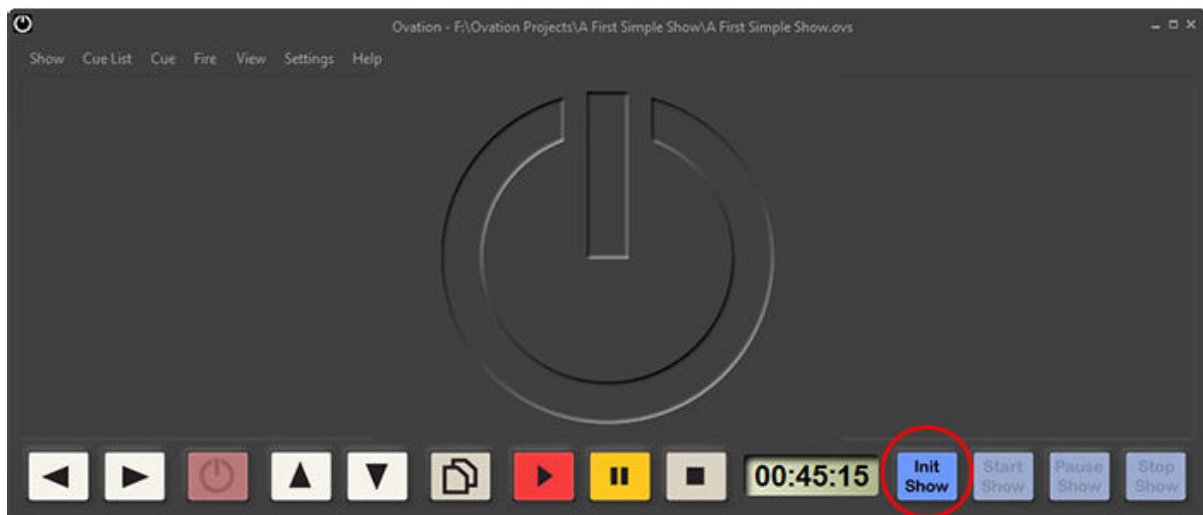 Ovation - F:\Ovation Projects\A First Simple Show\A First Simple Show.ovs
Show Cue List Cue Fire View Settings Help
00:45:15
Init
Show
Start
Show
Pause
Show
Stop
Show